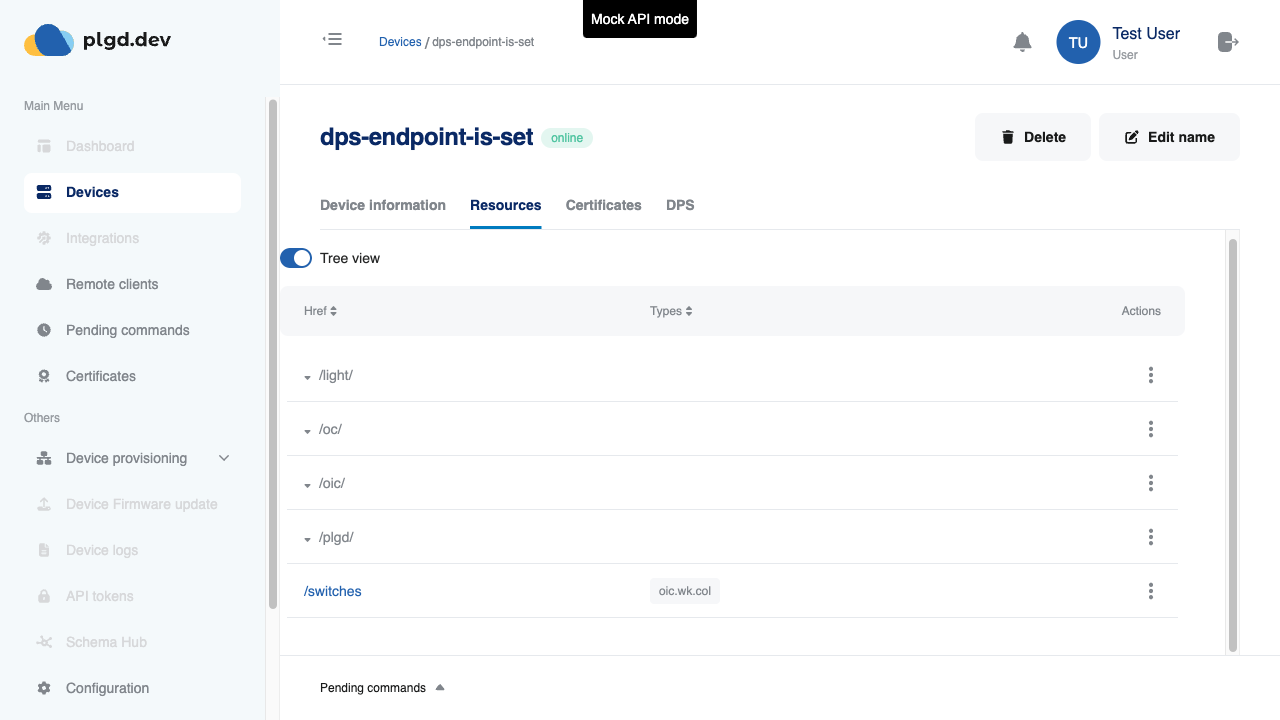 Mock API mode
plgd.dev
Devices / dps-endpoint-is-set
TU
Test User
User
Main Menu
Dashboard
Devices
Integrations
Remote clients
Pending commands
Certificates
Others
Device provisioning
Device Firmware update
Device logs
API tokens
Schema Hub
Configuration
dps-endpoint-is-set online
Delete
Edit name
Device information Resources Certificates DPS
Tree view
Href Types Actions
/light/
/oc/
/oic/
/plgd/
/switches oic.wk.col
Pending commands